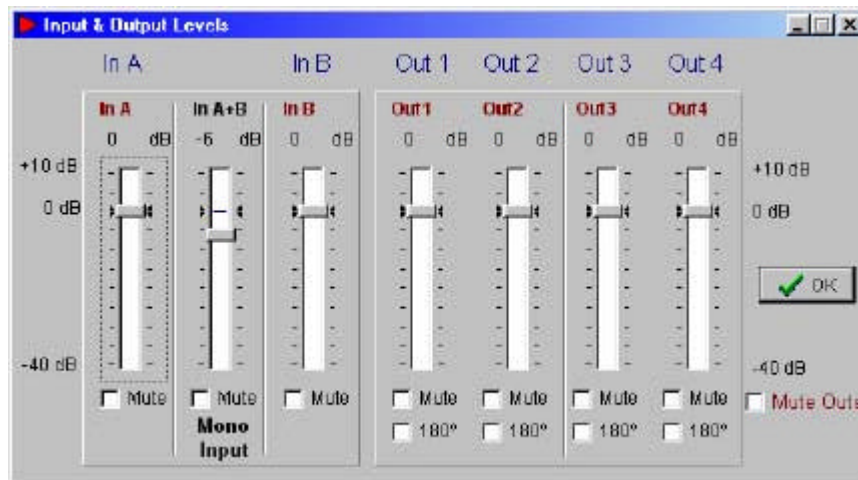 Input & Output Levels
In A In B Out 1 Out 2 Out 3 Out 4
In A In A+B In B Out1 Out2 Out3 Out4
0 dB -6 dB 0 dB 0 dB 0 dB 0 dB 0 dB
+10 dB +10 dB
0 dB 0 dB
OK
-40 dB -40 dB
Mute Mute Mute Mute Mute Mute Mute Mute Outs
Mono 180° 180° 180° 180°
Input